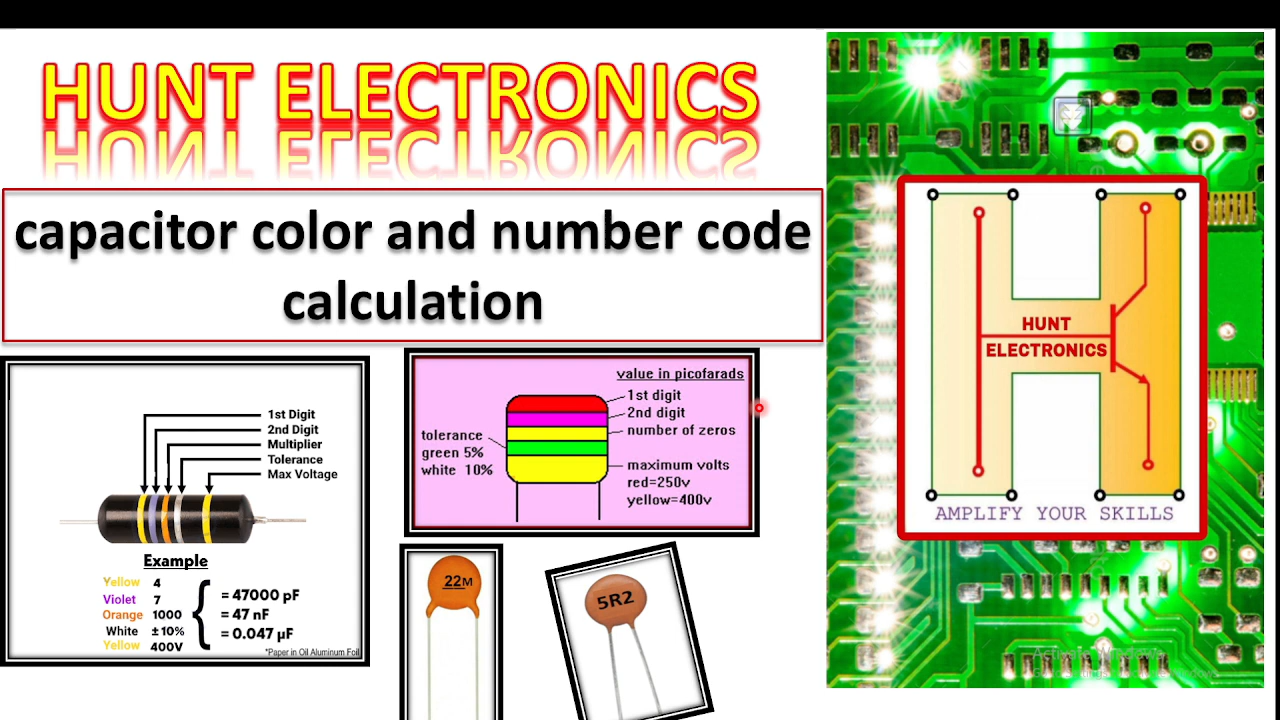 HUNT ELECTRONICS
capacitor color and number code
calculation
1st Digit
2nd Digit
Multiplier
Tolerance
Max Voltage
Example
Yellow 4
Violet 7
Orange 1000
White ±10%
Yellow 400V
= 47000 pF
= 47 nF
= 0.047 µF
*Paper in Oil Aluminum Foil
value in picofarads
1st digit
2nd digit
number of zeros
tolerance
green 5%
white 10%
maximum volts
red=250v
yellow=400v
22M
5R2
HUNT
ELECTRONICS
AMPLIFY YOUR SKILLS
Activate Windows